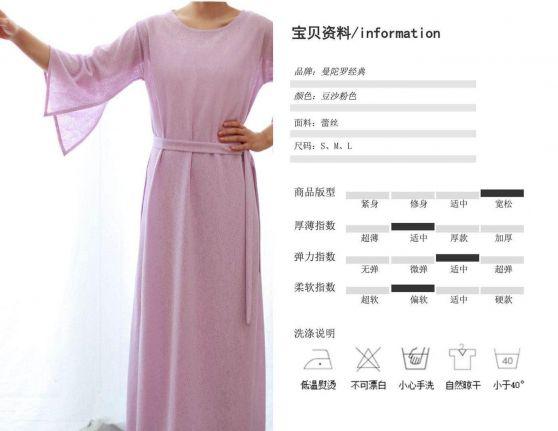 宝贝资料/information
品牌：曼陀罗经典
颜色：豆沙粉色
面料：蕾丝
尺码：S、M、L
商品版型
紧身 修身 适中 宽松
厚薄指数
超薄 适中 厚款 加厚
弹力指数
无弹 微弹 适中 超弹
柔软指数
超软 偏软 适中 硬款
洗涤说明
40
低温熨烫 不可漂白 小心手洗 自然晾干 小于40°